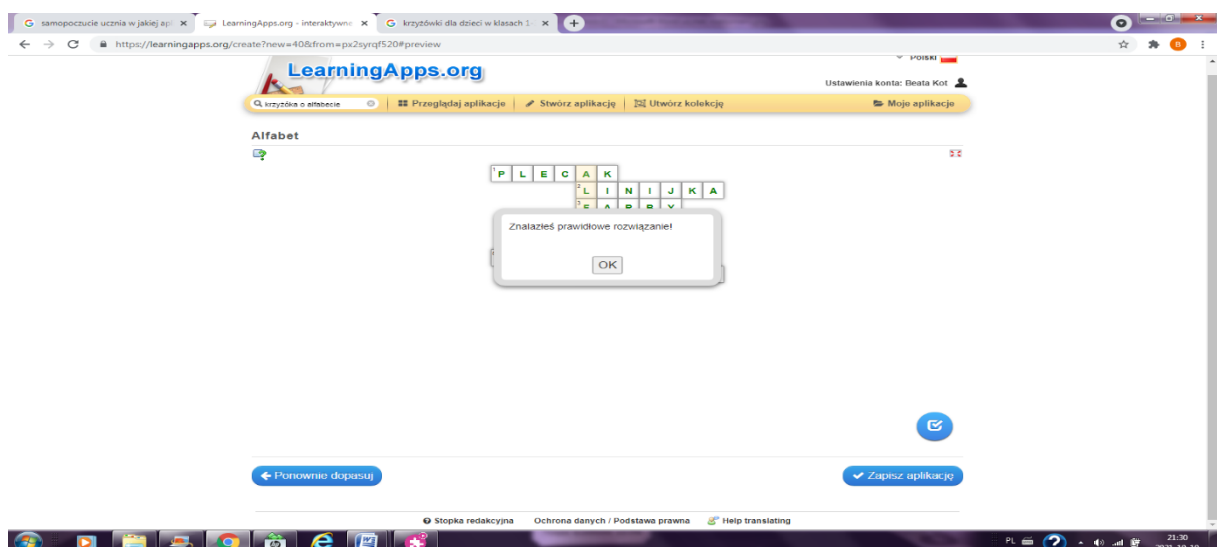 samopoczucie ucznia w jakiej apl
LearningApps.org - interaktywne
krzyżówki dla dzieci w klasach 1-
https://learningapps.org/create?new=40&from=px2syrqf520#preview
B
Polski
LearningApps.org
Ustawienia konta: Beata Kot
krzyżóka o alfabecie
Przeglądaj aplikacje
Stwórz aplikację
Utwórz kolekcję
Moje aplikacje
Alfabet
1 P L E C A K
2 L I N I J K A
3 F A R B Y
Znalazłeś prawidłowe rozwiązanie!
OK
Ponownie dopasuj
Zapisz aplikację
Stopka redakcyjna
Ochrona danych / Podstawa prawna
Help translating
PL
21:30